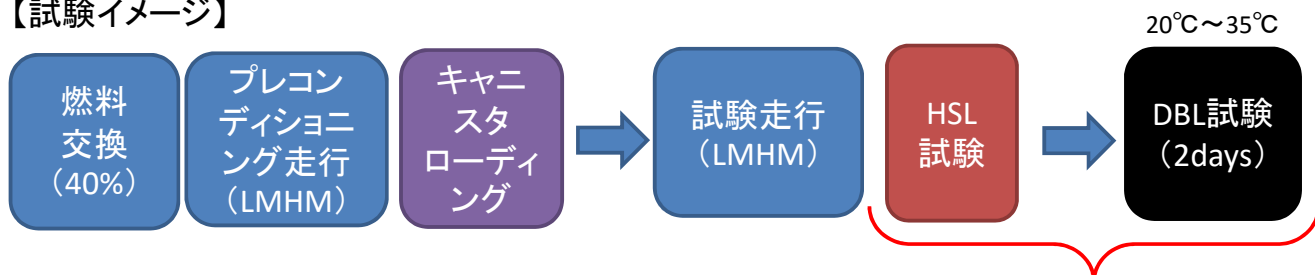 【試験イメージ】
20℃~35℃
燃料
交換
（40%）
プレコン
ディショニ
ング走行
（LMHM）
キャニ
スタ
ローディ
ング
試験走行
（LMHM）
HSL
試験
DBL試験
（2days）